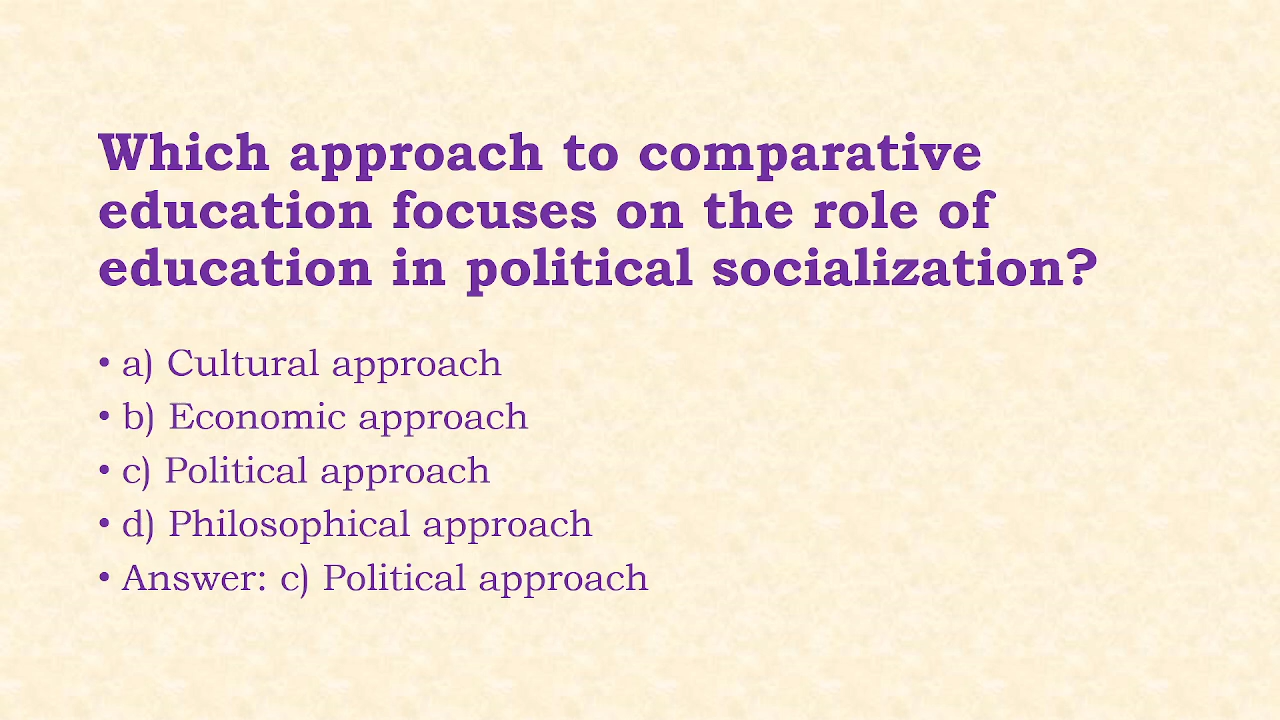 Which approach to comparative
education focuses on the role of
education in political socialization?
• a) Cultural approach
• b) Economic approach
• c) Political approach
• d) Philosophical approach
• Answer: c) Political approach